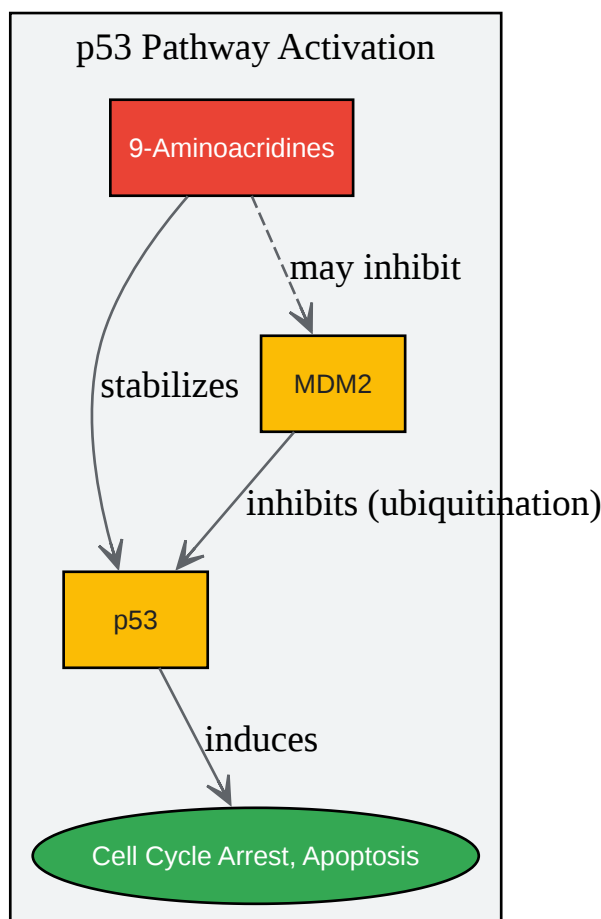 p53 Pathway Activation
9-Aminoacridines
may inhibit
MDM2
stabilizes
inhibits (ubiquitination)
p53
induces
Cell Cycle Arrest, Apoptosis